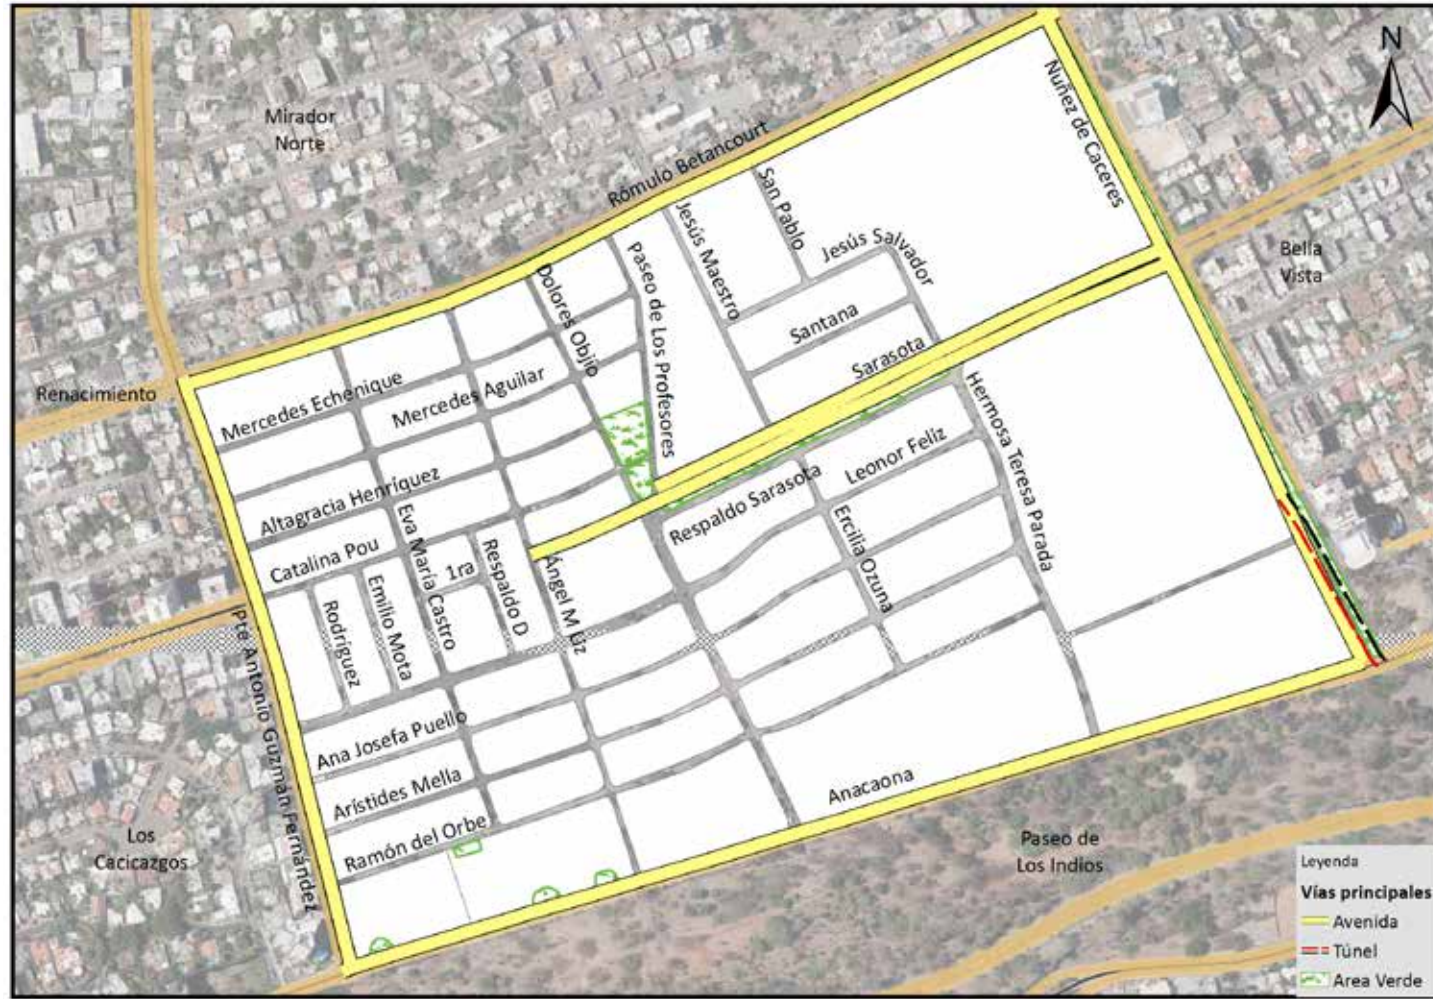 N
Mirador
Norte
Nuñez de Caceres
Rómulo Betancourt
San Pablo
Jesús Maestro
Jesús Salvador
Bella
Vista
Paseo de Los Profesores
Dolores Objio
Santana
Sarasota
Renacimiento
Mercedes Echenique
Mercedes Aguilar
Hermosa Teresa Parada
Altagracia Henríquez
Leonor Feliz
Respaldo Sarasota
Eva María Castro
Catalina Pou
1ra
Respaldo D
Ángel M Liz
Ercilia Ozuna
Emilio Mota
Rodríguez
Pte Antonio Guzmán Fernández
Ana Josefa Puello
Arístides Mella
Ramón del Orbe
Anacaona
Los
Cacicazgos
Paseo de
Los Indios
Leyenda
Vías principales
Avenida
Túnel
Area Verde